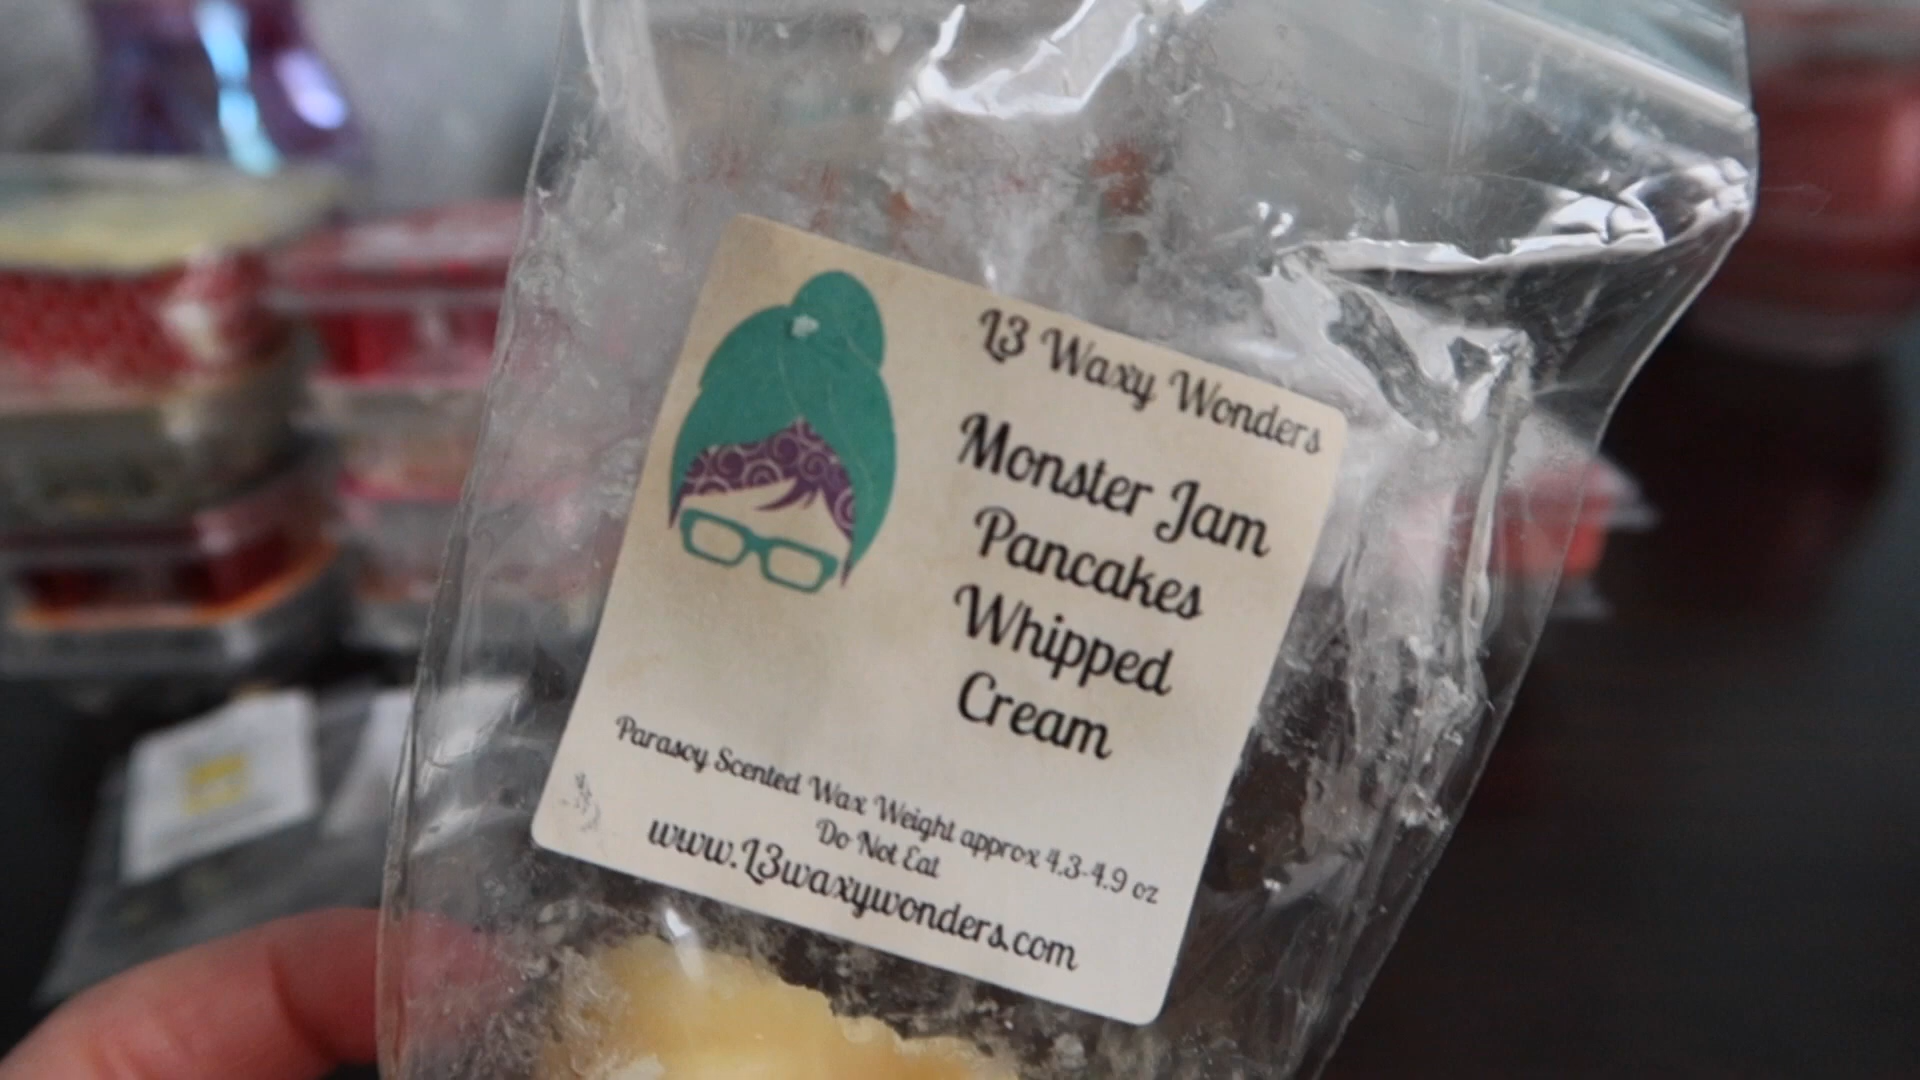 L3 Waxy Wonders
Monster Jam
Pancakes
Whipped
Cream
Parasoy Scented Wax Weight approx 4.3-4.9 oz
Do Not Eat
www.L3waxywonders.com